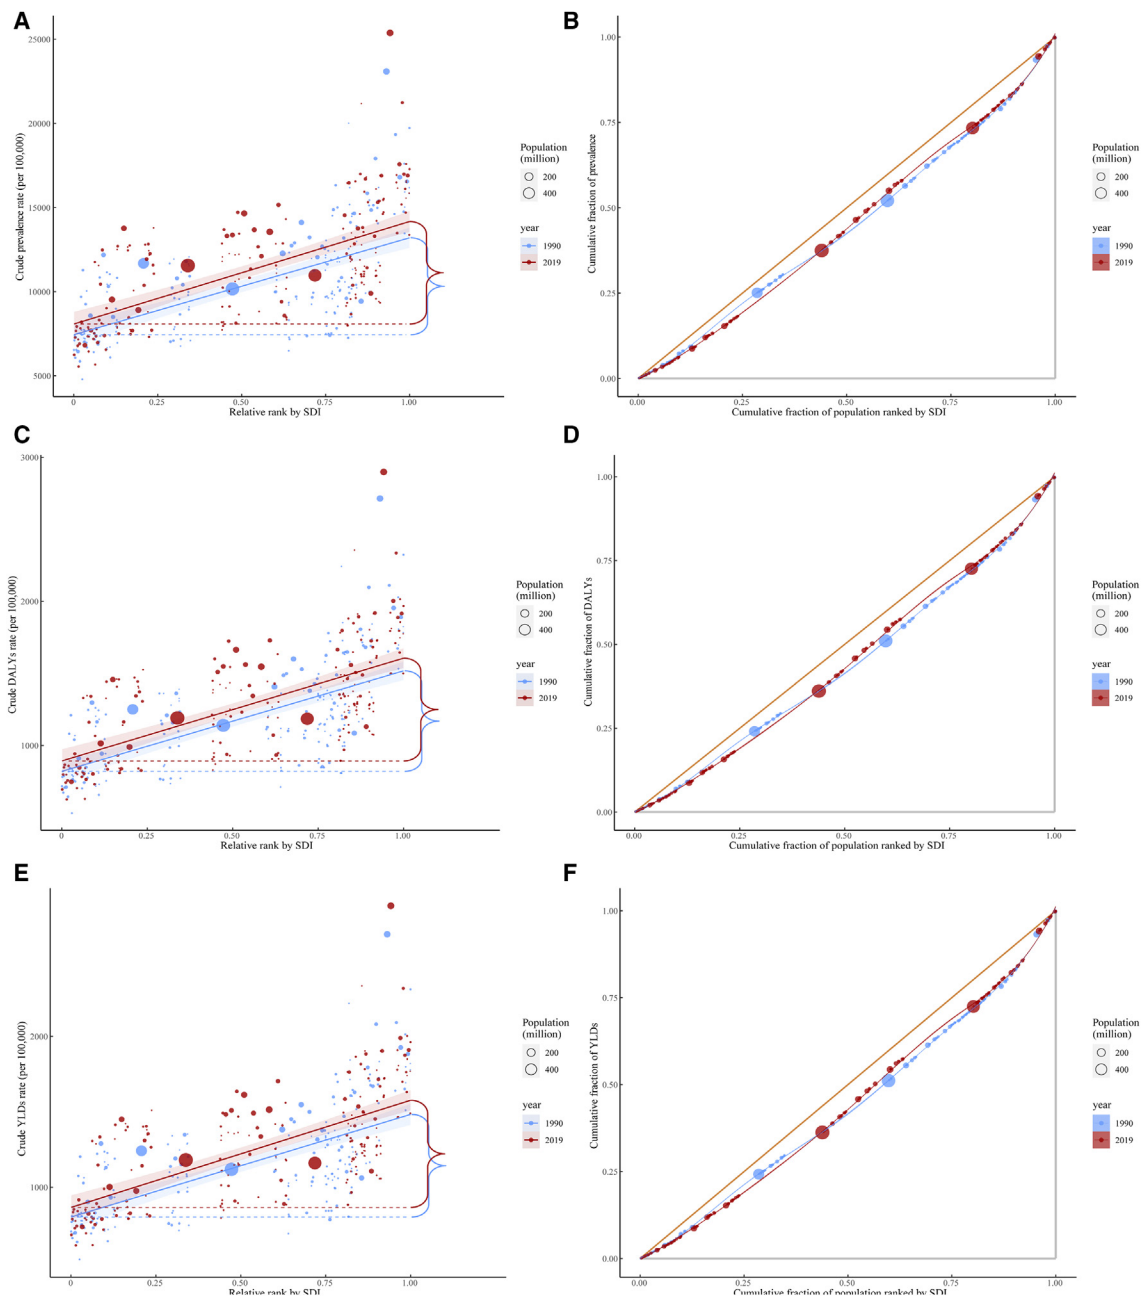 A
25000
20000
15000
10000
5000
Crude prevalence rate (per 100,000)
0
0.25
0.50
0.75
1.00
Relative rank by SDI
Population
(million)
200
400
year
1990
2019
B
1.00
0.75
0.50
0.25
0.00
Cumulative fraction of prevalence
0.00
0.25
0.50
0.75
1.00
Cumulative fraction of population ranked by SDI
Population
(million)
200
400
year
1990
2019
C
3000
2000
1000
Crude DALYs rate (per 100,000)
0
0.25
0.50
0.75
1.00
Relative rank by SDI
Population
(million)
200
400
year
1990
2019
D
1.00
0.75
0.50
0.25
0.00
Cumulative fraction of DALYs
0.00
0.25
0.50
0.75
1.00
Cumulative fraction of population ranked by SDI
Population
(million)
200
400
year
1990
2019
E
2000
1000
Crude YLDs rate (per 100,000)
0
0.25
0.50
0.75
1.00
Relative rank by SDI
Population
(million)
200
400
year
1990
2019
F
1.00
0.75
0.50
0.25
0.00
Cumulative fraction of YLDs
0.00
0.25
0.50
0.75
1.00
Cumulative fraction of population ranked by SDI
Population
(million)
200
400
year
1990
2019